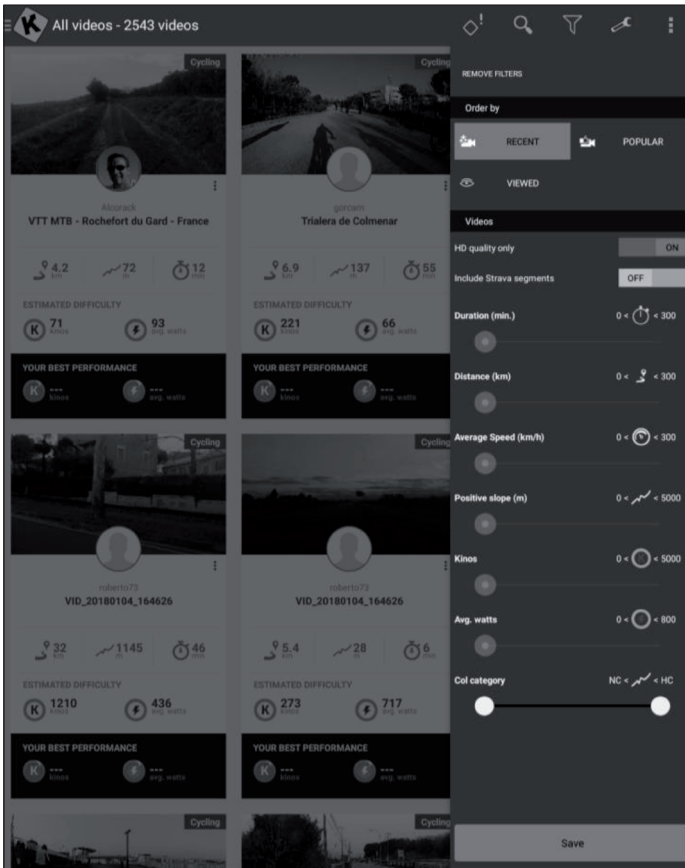 All videos - 2543 videos
Cycling
Alicorack
VTT MTB - Rochefort du Gard - France
4.2 km
72 m
12 min
ESTIMATED DIFFICULTY
K 71 kinos
93 avg. watts
YOUR BEST PERFORMANCE
K --- kinos
--- avg. watts
Cycling
gorissen
Trialera de Colmenar
6.9 km
137 m
55 min
ESTIMATED DIFFICULTY
K 221 kinos
66 avg. watts
YOUR BEST PERFORMANCE
K --- kinos
--- avg. watts
Cycling
roberto73
VID_20180104_164626
32 km
1145 m
46 min
ESTIMATED DIFFICULTY
K 1210 kinos
436 avg. watts
YOUR BEST PERFORMANCE
K --- kinos
--- avg. watts
Cycling
roberto73
VID_20180104_164626
5.4 km
28 m
6 min
ESTIMATED DIFFICULTY
K 273 kinos
717 avg. watts
YOUR BEST PERFORMANCE
K --- kinos
--- avg. watts
Cycling
Cycling
REMOVE FILTERS
Order by
RECENT
POPULAR
VIEWED
Videos
HD quality only ON
Include Strava segments OFF
Duration (min.) 0 < < 300
Distance (km) 0 < < 300
Average Speed (km/h) 0 < < 300
Positive slope (m) 0 < < 5000
Kinos 0 < < 5000
Avg. watts 0 < < 800
Col category NC < < HC
Save